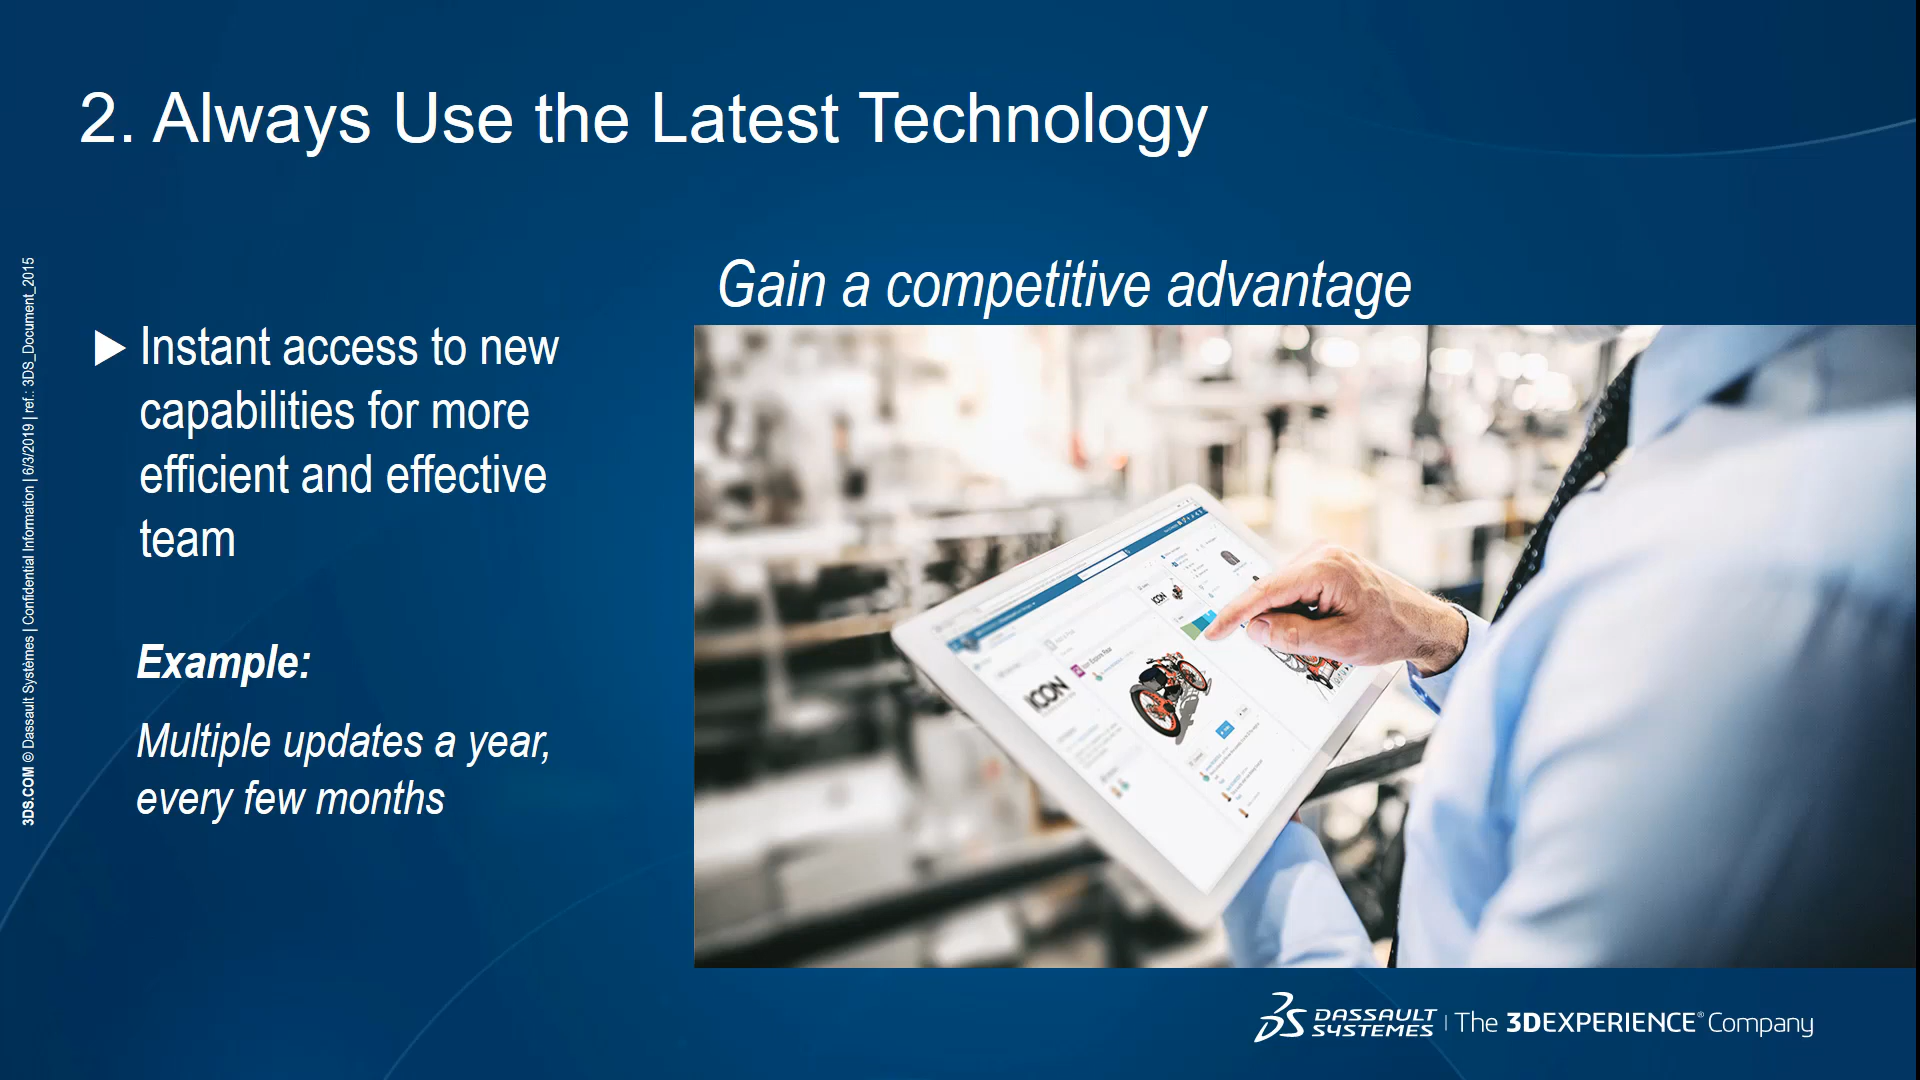 2. Always Use the Latest Technology
Gain a competitive advantage
Instant access to new
capabilities for more
efficient and effective
team
Example:
Multiple updates a year,
every few months
3DS.COM © Dassault Systèmes | Confidential Information | 6/3/2019 | ref.: 3DS_Document_2015
ICON
ICON
DASSAULT
SYSTEMES | The 3DEXPERIENCE® Company